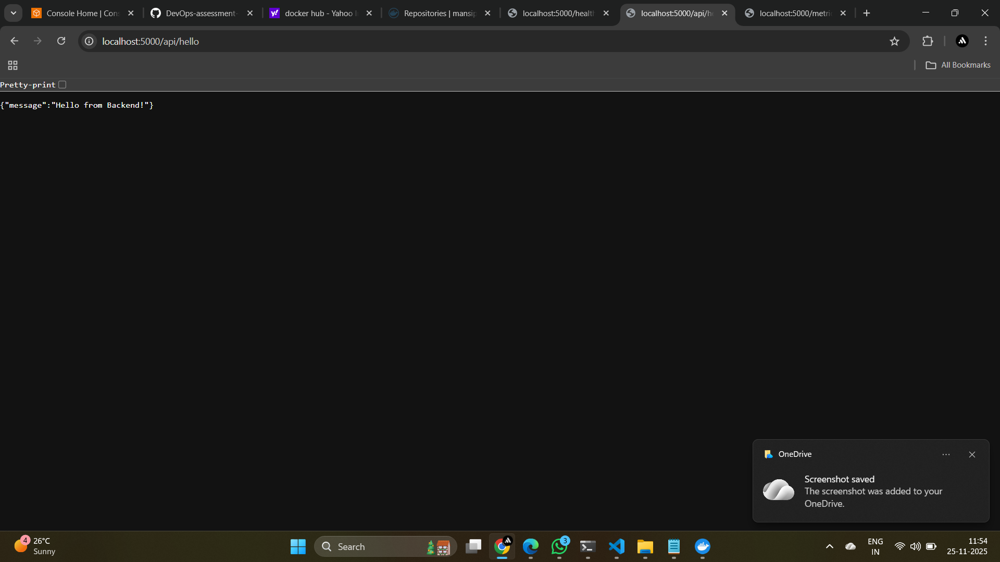 Console Home | Con
DevOps-assessment-
docker hub - Yahoo I
Repositories | mansip
localhost:5000/health
localhost:5000/api/he
localhost:5000/metri
localhost:5000/api/hello
All Bookmarks
Pretty-print
{"message":"Hello from Backend!"}
OneDrive
Screenshot saved
The screenshot was added to your
OneDrive.
4
26°C
Sunny
Search
3
ENG
IN
11:54
25-11-2025